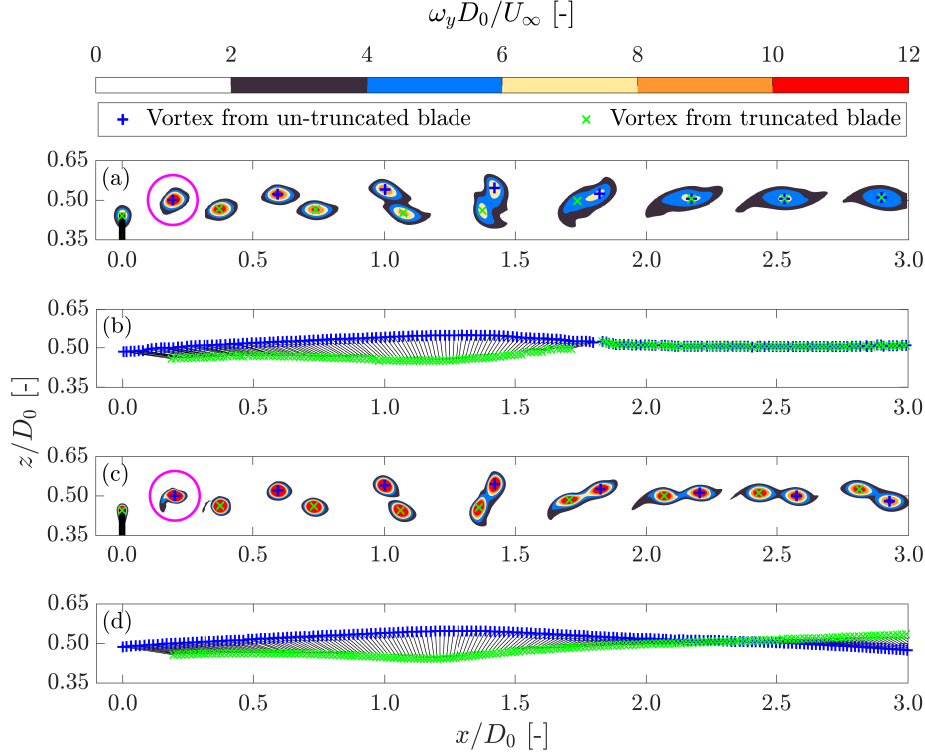 ω_y D_0/U_∞ [-]
0 2 4 6 8 10 12
Vortex from un-truncated blade Vortex from truncated blade
(a)
0.65
0.50
0.35
0.0 0.5 1.0 1.5 2.0 2.5 3.0
(b)
0.65
0.50
0.35
0.0 0.5 1.0 1.5 2.0 2.5 3.0
z/D_0 [-]
(c)
0.65
0.50
0.35
0.0 0.5 1.0 1.5 2.0 2.5 3.0
(d)
0.65
0.50
0.35
0.0 0.5 1.0 1.5 2.0 2.5 3.0
x/D_0 [-]